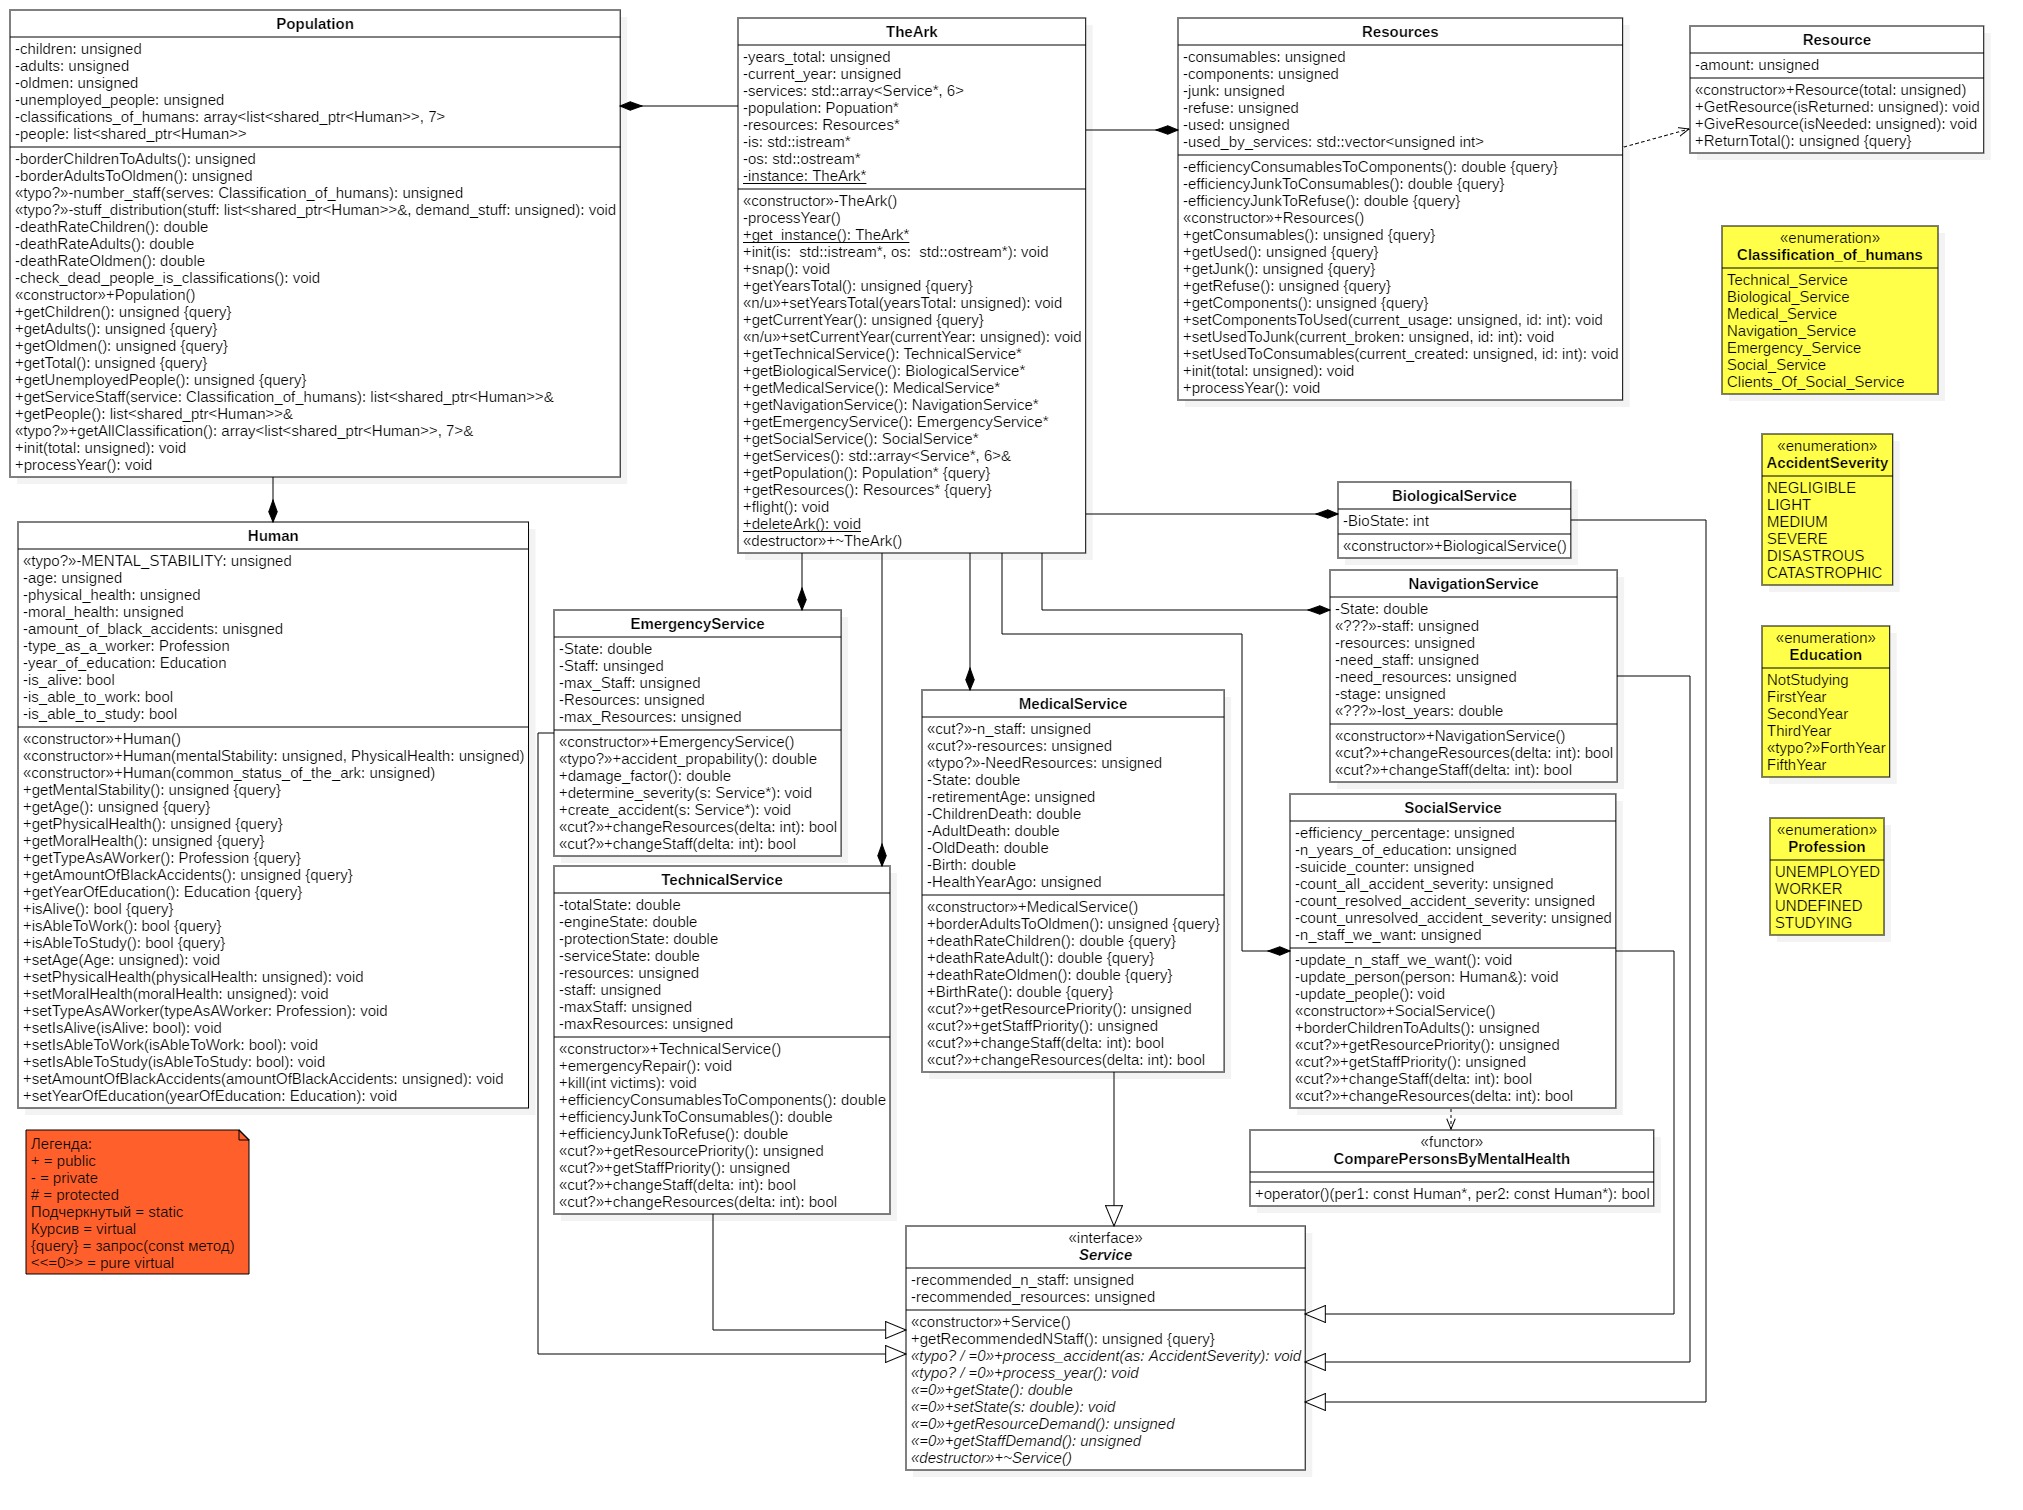 Population
-children: unsigned
-adults: unsigned
-oldmen: unsigned
-unemployed_people: unsigned
-classifications_of_humans: array<list<shared_ptr<Human>>, 7>
-people: list<shared_ptr<Human>>
-borderChildrenToAdults(): unsigned
-borderAdultsToOldmen(): unsigned
«typo?»-number_staff(serves: Classification_of_humans): unsigned
«typo?»-stuff_distribution(stuff: list<shared_ptr<Human>>&, demand_stuff: unsigned): void
-deathRateChildren(): double
-deathRateAdults(): double
-deathRateOldmen(): double
-check_dead_people_is_classifications(): void
«constructor»+Population()
+getChildren(): unsigned {query}
+getAdults(): unsigned {query}
+getOldmen(): unsigned {query}
+getTotal(): unsigned {query}
+getUnemployedPeople(): unsigned {query}
+getServiceStaff(service: Classification_of_humans): list<shared_ptr<Human>>&
+getPeople(): list<shared_ptr<Human>>&
«typo?»+getAllClassification(): array<list<shared_ptr<Human>>, 7>&
+init(total: unsigned): void
+processYear(): void
TheArk
-years_total: unsigned
-current_year: unsigned
-services: std::array<Service*, 6>
-population: Popuation*
-resources: Resources*
-is: std::istream*
-os: std::ostream*
-instance: TheArk*
«constructor»-TheArk()
-processYear()
+get_instance(): TheArk*
+init(is:  std::istream*, os:  std::ostream*): void
+snap(): void
+getYearsTotal(): unsigned {query}
«n/u»+setYearsTotal(yearsTotal: unsigned): void
+getCurrentYear(): unsigned {query}
«n/u»+setCurrentYear(currentYear: unsigned): void
+getTechnicalService(): TechnicalService*
+getBiologicalService(): BiologicalService*
+getMedicalService(): MedicalService*
+getNavigationService(): NavigationService*
+getEmergencyService(): EmergencyService*
+getSocialService(): SocialService*
+getServices(): std::array<Service*, 6>&
+getPopulation(): Population* {query}
+getResources(): Resources* {query}
+flight(): void
+deleteArk(): void
«destructor»+~TheArk()
Resources
-consumables: unsigned
-components: unsigned
-junk: unsigned
-refuse: unsigned
-used: unsigned
-used_by_services: std::vector<unsigned int>
-efficiencyConsumablesToComponents(): double {query}
-efficiencyJunkToConsumables(): double {query}
-efficiencyJunkToRefuse(): double {query}
«constructor»+Resources()
+getConsumables(): unsigned {query}
+getUsed(): unsigned {query}
+getJunk(): unsigned {query}
+getRefuse(): unsigned {query}
+getComponents(): unsigned {query}
+setComponentsToUsed(current_usage: unsigned, id: int): void
+setUsedToJunk(current_broken: unsigned, id: int): void
+setUsedToConsumables(current_created: unsigned, id: int): void
+init(total: unsigned): void
+processYear(): void
Resource
-amount: unsigned
«constructor»+Resource(total: unsigned)
+GetResource(isReturned: unsigned): void
+GiveResource(isNeeded: unsigned): void
+ReturnTotal(): unsigned {query}
«enumeration»
Classification_of_humans
Technical_Service
Biological_Service
Medical_Service
Navigation_Service
Emergency_Service
Social_Service
Clients_Of_Social_Service
«enumeration»
AccidentSeverity
NEGLIGIBLE
LIGHT
MEDIUM
SEVERE
DISASTROUS
CATASTROPHIC
«enumeration»
Education
NotStudying
FirstYear
SecondYear
ThirdYear
«typo?»ForthYear
FifthYear
«enumeration»
Profession
UNEMPLOYED
WORKER
UNDEFINED
STUDYING
BiologicalService
-BioState: int
«constructor»+BiologicalService()
NavigationService
-State: double
«???»-staff: unsigned
-resources: unsigned
-need_staff: unsigned
-need_resources: unsigned
-stage: unsigned
«???»-lost_years: double
«constructor»+NavigationService()
«cut?»+changeResources(delta: int): bool
«cut?»+changeStaff(delta: int): bool
Human
«typo?»-MENTAL_STABILITY: unsigned
-age: unsigned
-physical_health: unsigned
-moral_health: unsigned
-amount_of_black_accidents: unisgned
-type_as_a_worker: Profession
-year_of_education: Education
-is_alive: bool
-is_able_to_work: bool
-is_able_to_study: bool
«constructor»+Human()
«constructor»+Human(mentalStability: unsigned, PhysicalHealth: unsigned)
«constructor»+Human(common_status_of_the_ark: unsigned)
+getMentalStability(): unsigned {query}
+getAge(): unsigned {query}
+getPhysicalHealth(): unsigned {query}
+getMoralHealth(): unsigned {query}
+getTypeAsAWorker(): Profession {query}
+getAmountOfBlackAccidents(): unsigned {query}
+getYearOfEducation(): Education {query}
+isAlive(): bool {query}
+isAbleToWork(): bool {query}
+isAbleToStudy(): bool {query}
+setAge(Age: unsigned): void
+setPhysicalHealth(physicalHealth: unsigned): void
+setMoralHealth(moralHealth: unsigned): void
+setTypeAsAWorker(typeAsAWorker: Profession): void
+setIsAlive(isAlive: bool): void
+setIsAbleToWork(isAbleToWork: bool): void
+setIsAbleToStudy(isAbleToStudy: bool): void
+setAmountOfBlackAccidents(amountOfBlackAccidents: unsigned): void
+setYearOfEducation(yearOfEducation: Education): void
EmergencyService
-State: double
-Staff: unsinged
-max_Staff: unsigned
-Resources: unsigned
-max_Resources: unsigned
«constructor»+EmergencyService()
«typo?»+accident_propability(): double
+damage_factor(): double
+determine_severity(s: Service*): void
+create_accident(s: Service*): void
«cut?»+changeResources(delta: int): bool
«cut?»+changeStaff(delta: int): bool
TechnicalService
-totalState: double
-engineState: double
-protectionState: double
-serviceState: double
-resources: unsigned
-staff: unsigned
-maxStaff: unsigned
-maxResources: unsigned
«constructor»+TechnicalService()
+emergencyRepair(): void
+kill(int victims): void
+efficiencyConsumablesToComponents(): double
+efficiencyJunkToConsumables(): double
+efficiencyJunkToRefuse(): double
«cut?»+getResourcePriority(): unsigned
«cut?»+getStaffPriority(): unsigned
«cut?»+changeStaff(delta: int): bool
«cut?»+changeResources(delta: int): bool
MedicalService
«cut?»-n_staff: unsigned
«cut?»-resources: unsigned
«typo?»-NeedResources: unsigned
-State: double
-retirementAge: unsigned
-ChildrenDeath: double
-AdultDeath: double
-OldDeath: double
-Birth: double
-HealthYearAgo: unsigned
«constructor»+MedicalService()
+borderAdultsToOldmen(): unsigned {query}
+deathRateChildren(): double {query}
+deathRateAdult(): double {query}
+deathRateOldmen(): double {query}
+BirthRate(): double {query}
«cut?»+getResourcePriority(): unsigned
«cut?»+getStaffPriority(): unsigned
«cut?»+changeStaff(delta: int): bool
«cut?»+changeResources(delta: int): bool
SocialService
-efficiency_percentage: unsigned
-n_years_of_education: unsigned
-suicide_counter: unsigned
-count_all_accident_severity: unsigned
-count_resolved_accident_severity: unsigned
-count_unresolved_accident_severity: unsigned
-n_staff_we_want: unsigned
-update_n_staff_we_want(): void
-update_person(person: Human&): void
-update_people(): void
«constructor»+SocialService()
+borderChildrenToAdults(): unsigned
«cut?»+getResourcePriority(): unsigned
«cut?»+getStaffPriority(): unsigned
«cut?»+changeStaff(delta: int): bool
«cut?»+changeResources(delta: int): bool
«functor»
ComparePersonsByMentalHealth
+operator()(per1: const Human*, per2: const Human*): bool
Легенда:
+ = public
- = private
# = protected
Подчеркнутый = static
Курсив = virtual
{query} = запрос(const метод)
<<=0>> = pure virtual
«interface»
Service
-recommended_n_staff: unsigned
-recommended_resources: unsigned
«constructor»+Service()
+getRecommendedNStaff(): unsigned {query}
«typo? / =0»+process_accident(as: AccidentSeverity): void
«typo? / =0»+process_year(): void
«=0»+getState(): double
«=0»+setState(s: double): void
«=0»+getResourceDemand(): unsigned
«=0»+getStaffDemand(): unsigned
«destructor»+~Service()